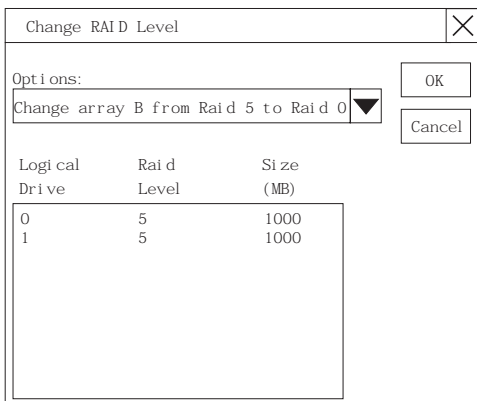 Change RAID Level
Options:
OK
Change array B from Raid 5 to Raid 0
Cancel
Logical Raid Size
Drive Level (MB)
0 5 1000
1 5 1000